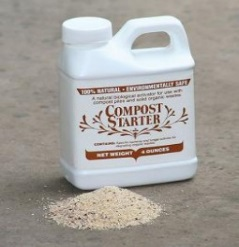 100% NATURAL • ENVIRONMENTALLY SAFE
A natural biological activator for use with
compost piles and solid organic wastes
COMPOST
STARTER
CONTAINS:
NET WEIGHT 4 OUNCES